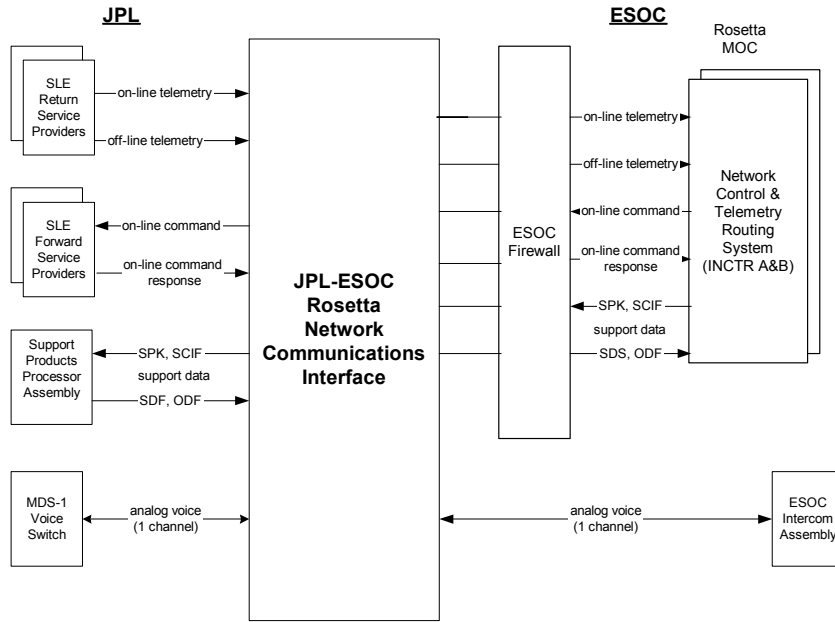 JPL
ESOC
Rosetta
MOC
SLE
Return
Service
Providers
on-line telemetry
off-line telemetry
SLE
Forward
Service
Providers
on-line command
on-line command
response
Support
Products
Processor
Assembly
SPK, SCIF
support data
SDF, ODF
MDS-1
Voice
Switch
analog voice
(1 channel)
JPL-ESOC
Rosetta
Network
Communications
Interface
ESOC
Firewall
on-line telemetry
off-line telemetry
on-line command
on-line command
response
SPK, SCIF
support data
SDS, ODF
Network
Control &
Telemetry
Routing
System
(INCTR A&B)
analog voice
(1 channel)
ESOC
Intercom
Assembly